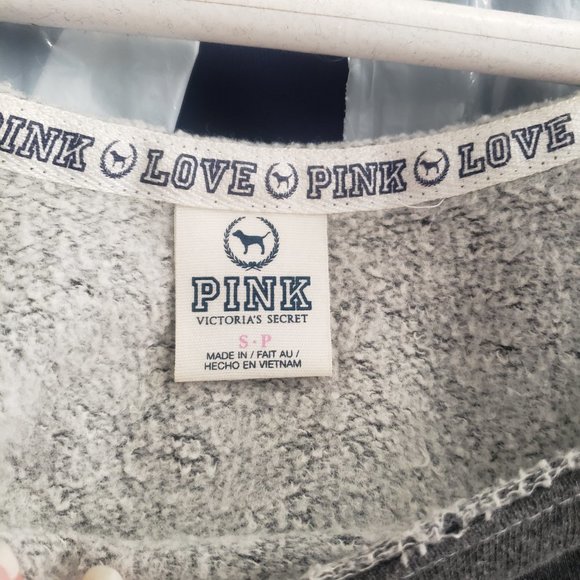 PINK LOVE PINK LOVE
PINK
VICTORIA'S SECRET
S·P
MADE IN / FAIT AU /
HECHO EN VIETNAM